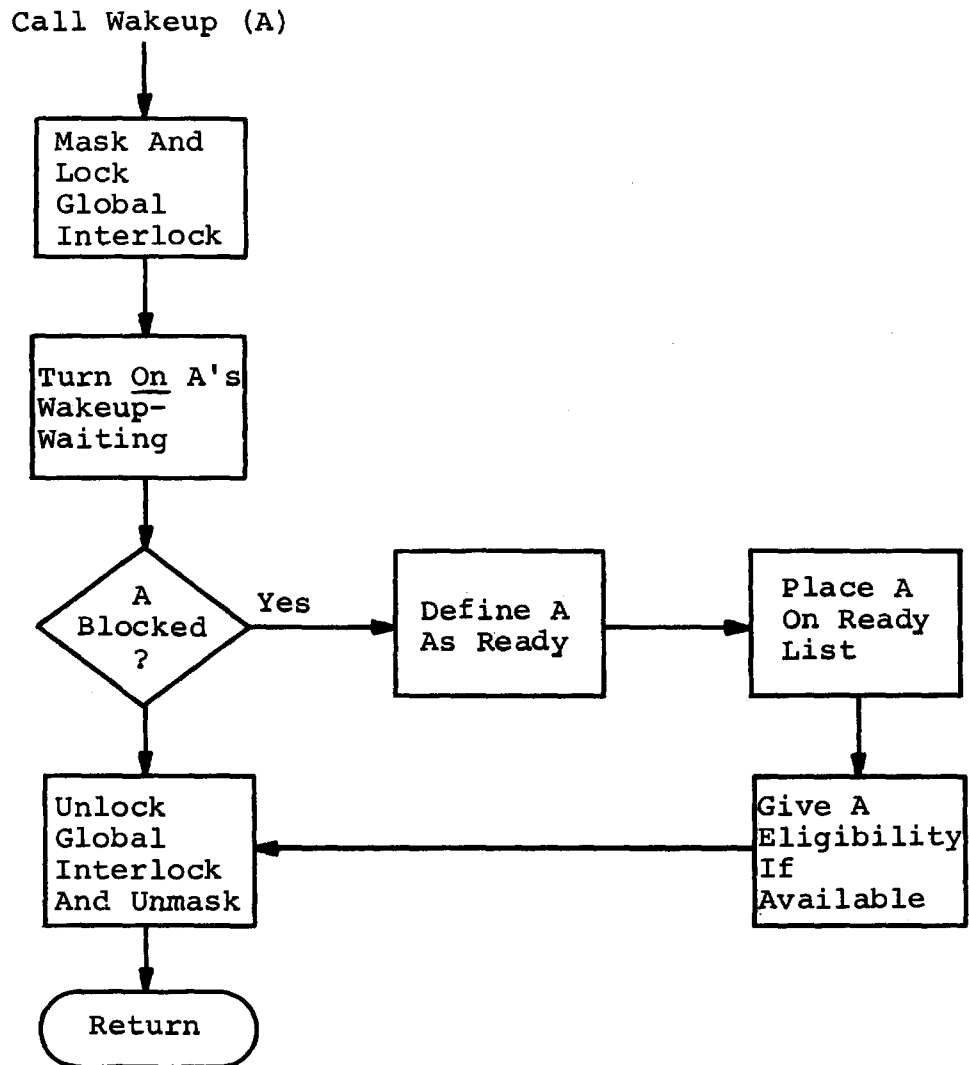 Call Wakeup (A)
Mask And
Lock
Global
Interlock
Turn On A's
Wakeup-
Waiting
A
Blocked
?
Yes
Define A
As Ready
Place A
On Ready
List
Give A
Eligibility
If
Available
Unlock
Global
Interlock
And Unmask
Return